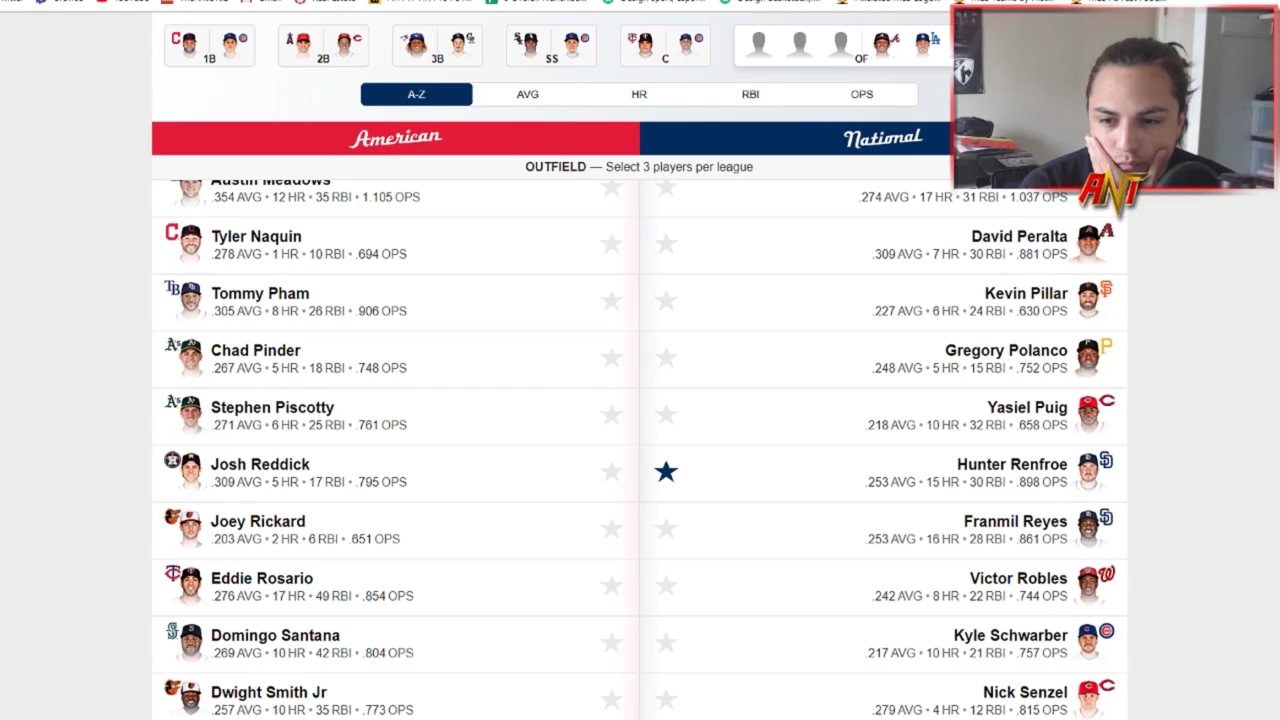 1B
2B
3B
SS
C
OF
A-Z
AVG
HR
RBI
OPS
American
National
OUTFIELD — Select 3 players per league
Austin Meadows
.354 AVG • 12 HR • 35 RBI • 1.105 OPS
.274 AVG • 17 HR • 31 RBI • 1.037 OPS
Tyler Naquin
.278 AVG • 1 HR • 10 RBI • .694 OPS
David Peralta
.309 AVG • 7 HR • 30 RBI • .881 OPS
Tommy Pham
.305 AVG • 8 HR • 26 RBI • .906 OPS
Kevin Pillar
.227 AVG • 6 HR • 24 RBI • .630 OPS
Chad Pinder
.267 AVG • 5 HR • 18 RBI • .748 OPS
Gregory Polanco
.248 AVG • 5 HR • 15 RBI • .752 OPS
Stephen Piscotty
.271 AVG • 6 HR • 25 RBI • .761 OPS
Yasiel Puig
.218 AVG • 10 HR • 32 RBI • .658 OPS
Josh Reddick
.309 AVG • 5 HR • 17 RBI • .795 OPS
Hunter Renfroe
.253 AVG • 15 HR • 30 RBI • .898 OPS
Joey Rickard
.203 AVG • 2 HR • 6 RBI • .651 OPS
Franmil Reyes
.253 AVG • 16 HR • 28 RBI • .861 OPS
Eddie Rosario
.276 AVG • 17 HR • 49 RBI • .854 OPS
Victor Robles
.242 AVG • 8 HR • 22 RBI • .744 OPS
Domingo Santana
.269 AVG • 10 HR • 42 RBI • .804 OPS
Kyle Schwarber
.217 AVG • 10 HR • 21 RBI • .757 OPS
Dwight Smith Jr
.257 AVG • 10 HR • 35 RBI • .773 OPS
Nick Senzel
.279 AVG • 4 HR • 12 RBI • .815 OPS
ANT